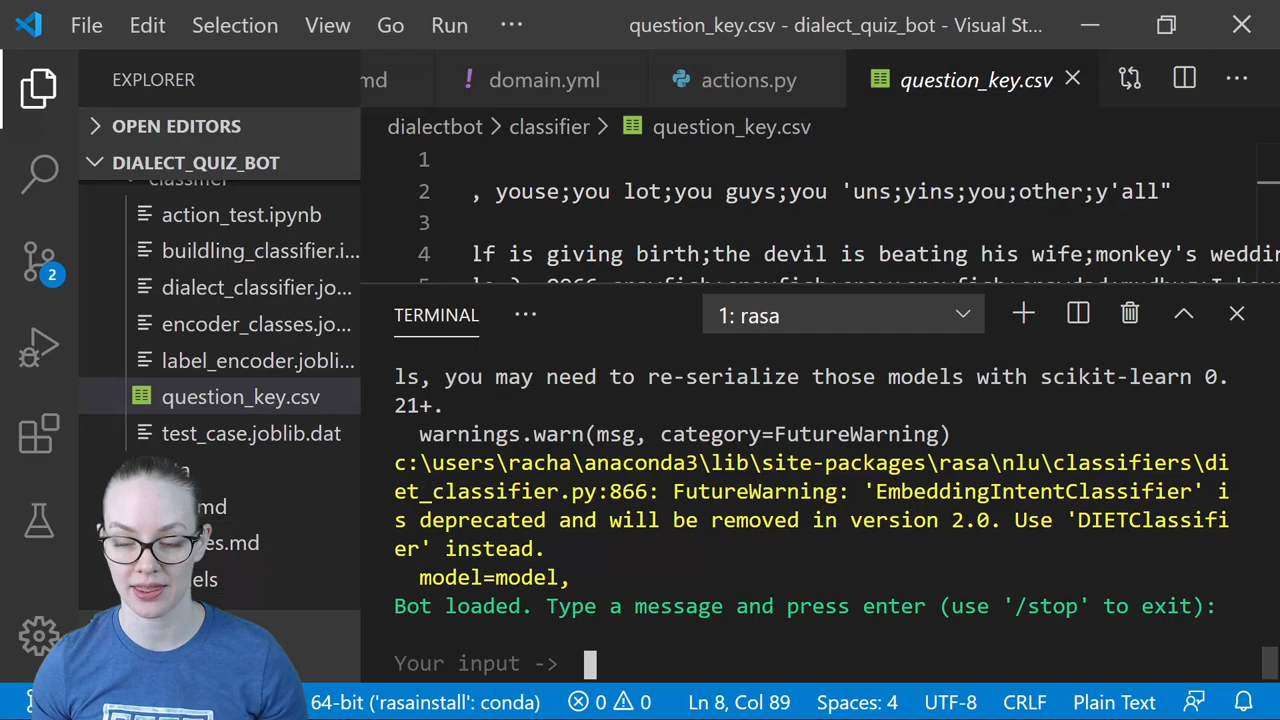 File Edit Selection View Go Run ··· question_key.csv - dialect_quiz_bot - Visual St...
EXPLORER
md ! domain.yml actions.py question_key.csv
OPEN EDITORS
dialectbot > classifier > question_key.csv
DIALECT_QUIZ_BOT
classifier
action_test.ipynb
buildling_classifier.i...
dialect_classifier.jo...
encoder_classes.jo...
label_encoder.jobli...
question_key.csv
test_case.joblib.dat
md
es.md
els
2
1
2 , youse;you lot;you guys;you 'uns;yins;you;other;y'all"
3
4 lf is giving birth;the devil is beating his wife;monkey's wedding
5
TERMINAL ··· 1: rasa
ls, you may need to re-serialize those models with scikit-learn 0.
21+.
warnings.warn(msg, category=FutureWarning)
c:\users\racha\anaconda3\lib\site-packages\rasa\nlu\classifiers\di
et_classifier.py:866: FutureWarning: 'EmbeddingIntentClassifier' i
s deprecated and will be removed in version 2.0. Use 'DIETClassifi
er' instead.
model=model,
Bot loaded. Type a message and press enter (use '/stop' to exit):
Your input ->
64-bit ('rasainstall': conda) 0 0 Ln 8, Col 89 Spaces: 4 UTF-8 CRLF Plain Text